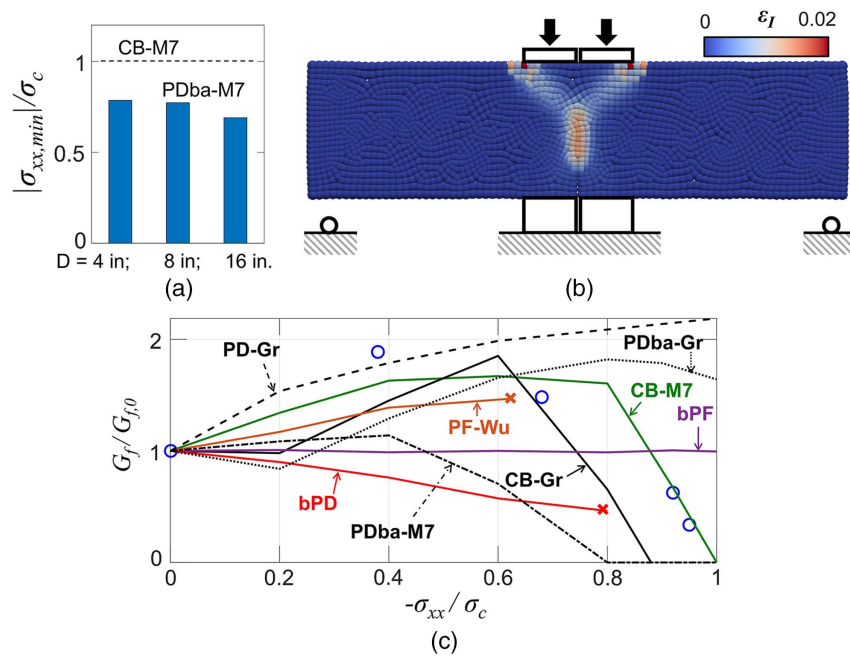 CB-M7
PDba-M7
|σxx,min|/σc
1
0.5
0
D = 4 in; 8 in; 16 in.
(a)
0 εI 0.02
(b)
2
1
0
Gf/Gf,0
PD-Gr
PDba-Gr
CB-M7
bPF
PF-Wu
CB-Gr
bPD
PDba-M7
0 0.2 0.4 0.6 0.8 1
-σxx/σc
(c)